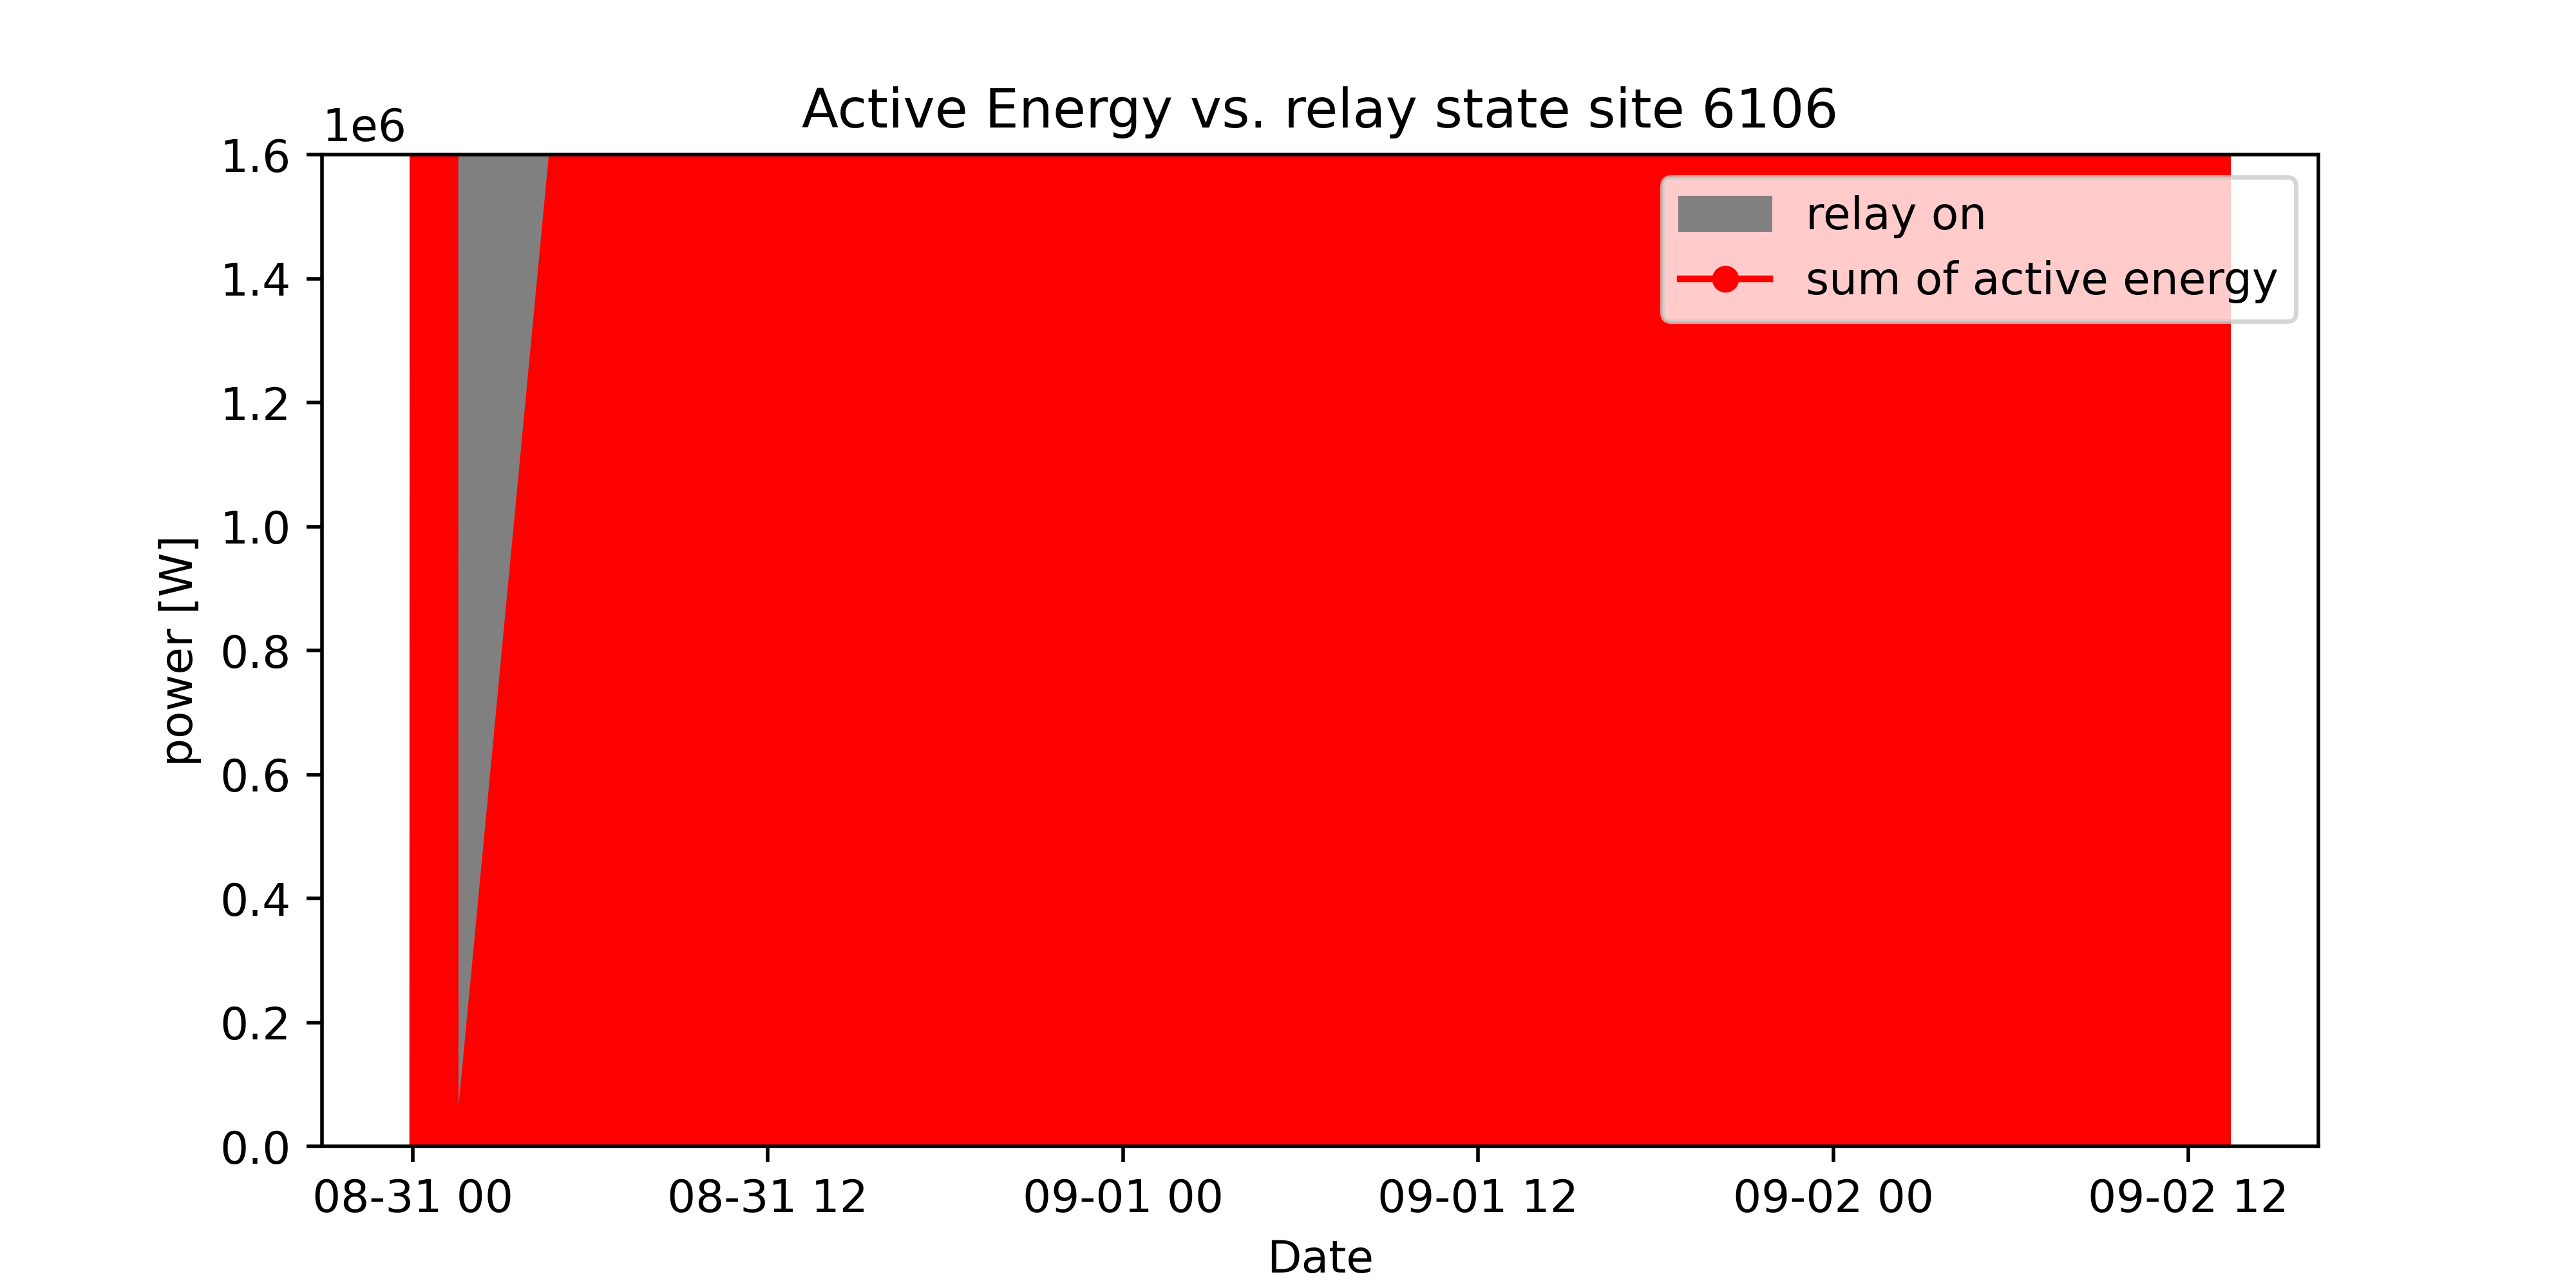 Active Energy vs. relay state site 6106
1e6
1.6
1.4
1.2
1.0
0.8
0.6
0.4
0.2
0.0
power [W]
relay on
sum of active energy
08-31 00
08-31 12
09-01 00
09-01 12
09-02 00
09-02 12
Date